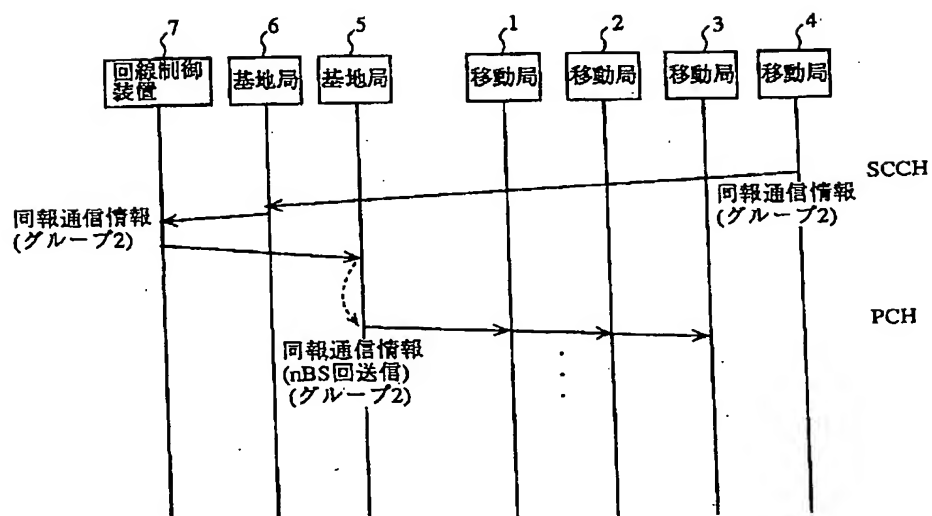 7
6
5
1
2
3
4
回線制御
装置
基地局
基地局
移動局
移動局
移動局
移動局
SCCH
同報通信情報
(グループ2)
同報通信情報
(グループ2)
PCH
同報通信情報
(nBS回送信)
(グループ2)